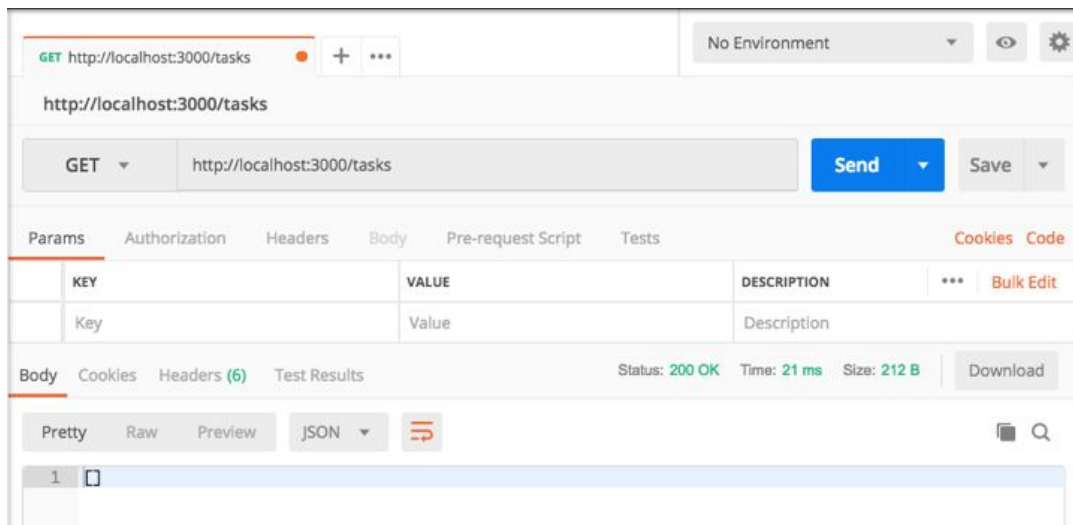 GET http://localhost:3000/tasks No Environment
http://localhost:3000/tasks
GET http://localhost:3000/tasks Send Save
Params Authorization Headers Body Pre-request Script Tests Cookies Code
KEY VALUE DESCRIPTION Bulk Edit
Key Value Description
Body Cookies Headers (6) Test Results Status: 200 OK Time: 21 ms Size: 212 B Download
Pretty Raw Preview JSON
1 []